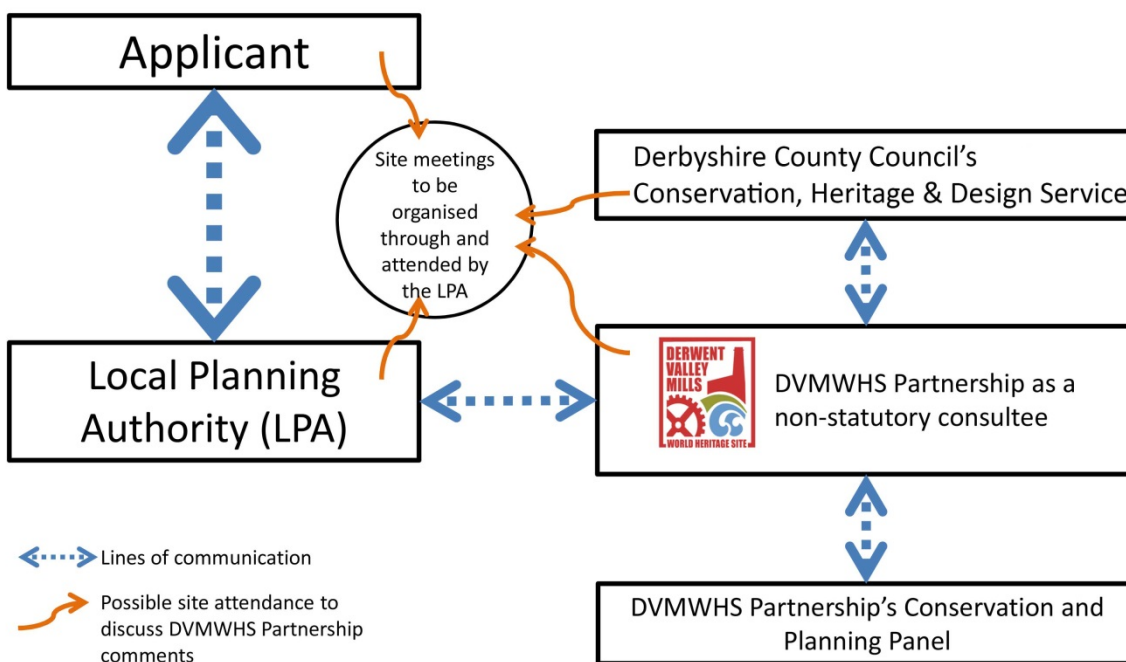 Applicant
Site meetings
to be
organised
through and
attended by
the LPA
Derbyshire County Council’s
Conservation, Heritage & Design Service
Local Planning
Authority (LPA)
DERWENT
VALLEY
MILLS
WORLD HERITAGE SITE
DVMWHS Partnership as a
non-statutory consultee
Lines of communication
Possible site attendance to
discuss DVMWHS Partnership
comments
DVMWHS Partnership’s Conservation and
Planning Panel